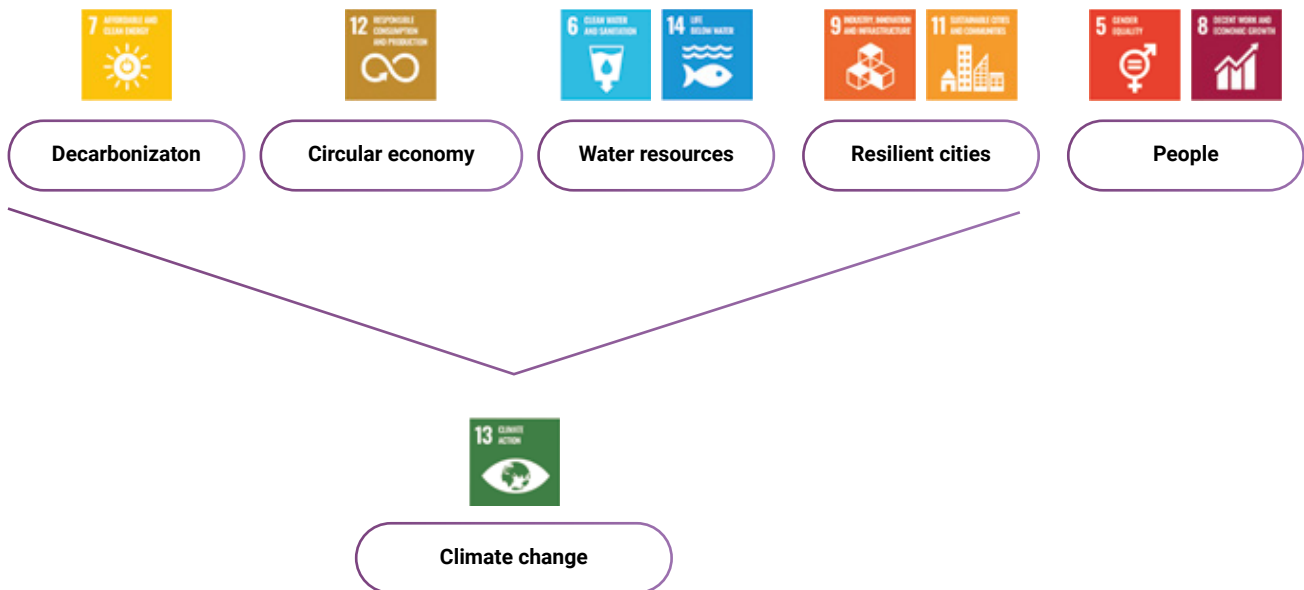 7 AFFORDABLE AND
CLEAN ENERGY
12 RESPONSIBLE
CONSUMPTION
AND PRODUCTION
6 CLEAN WATER
AND SANITATION
14 LIFE
BELOW WATER
9 INDUSTRY, INNOVATION
AND INFRASTRUCTURE
11 SUSTAINABLE CITIES
AND COMMUNITIES
5 GENDER
EQUALITY
8 DECENT WORK AND
ECONOMIC GROWTH
Decarbonizaton
Circular economy
Water resources
Resilient cities
People
13 CLIMATE
ACTION
Climate change